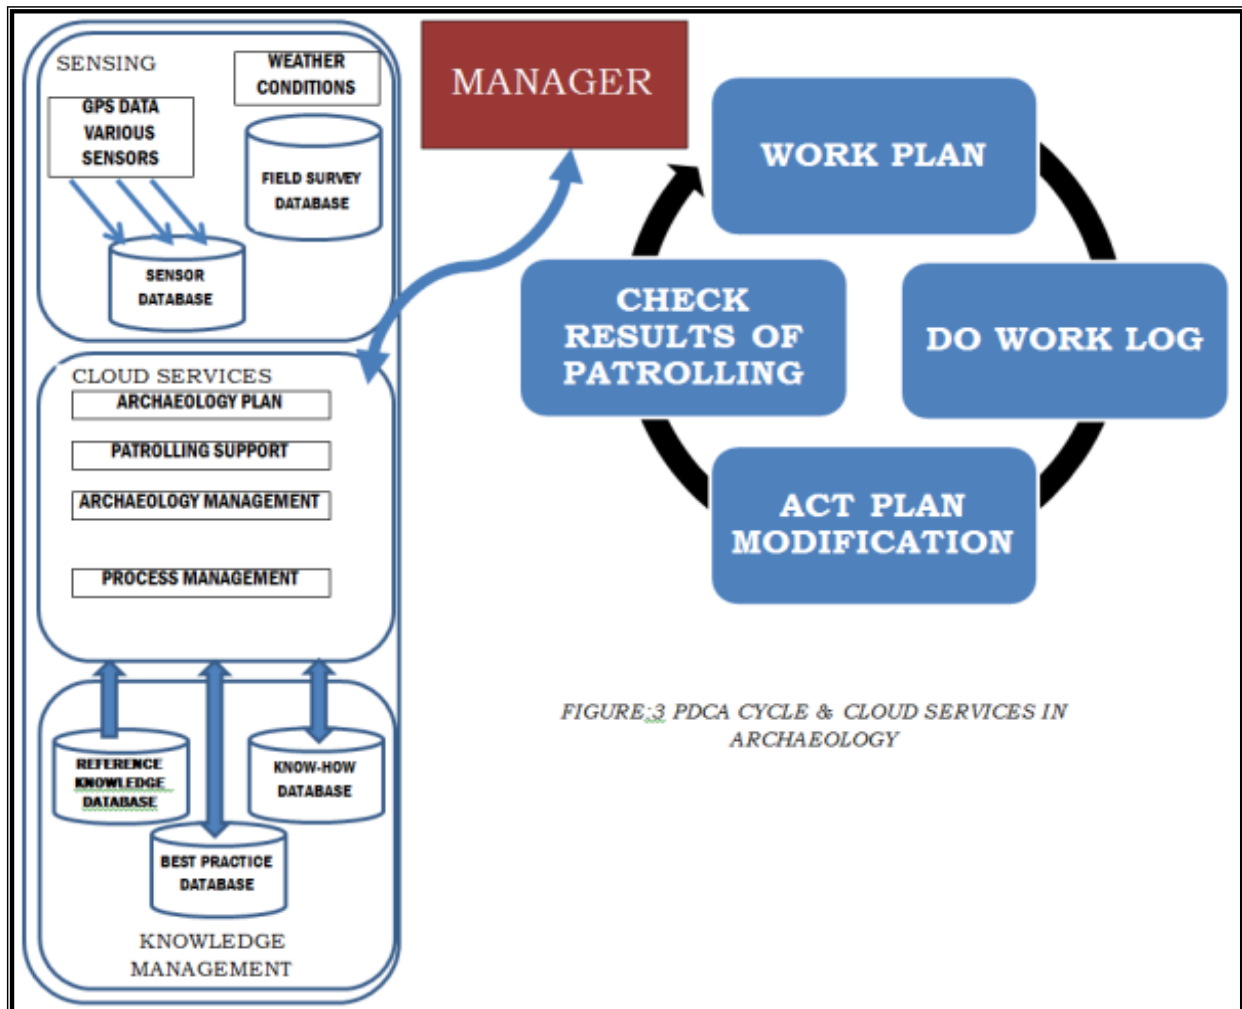 SENSING
WEATHER
CONDITIONS
GPS DATA
VARIOUS
SENSORS
FIELD SURVEY
DATABASE
SENSOR
DATABASE
CLOUD SERVICES
ARCHAEOLOGY PLAN
PATROLLING SUPPORT
ARCHAEOLOGY MANAGEMENT
PROCESS MANAGEMENT
REFERENCE
KNOWLEDGE
DATABASE
KNOW-HOW
DATABASE
BEST PRACTICE
DATABASE
KNOWLEDGE
MANAGEMENT
MANAGER
WORK PLAN
DO WORK LOG
ACT PLAN
MODIFICATION
CHECK
RESULTS OF
PATROLLING
FIGURE:3 PDCA CYCLE & CLOUD SERVICES IN
ARCHAEOLOGY